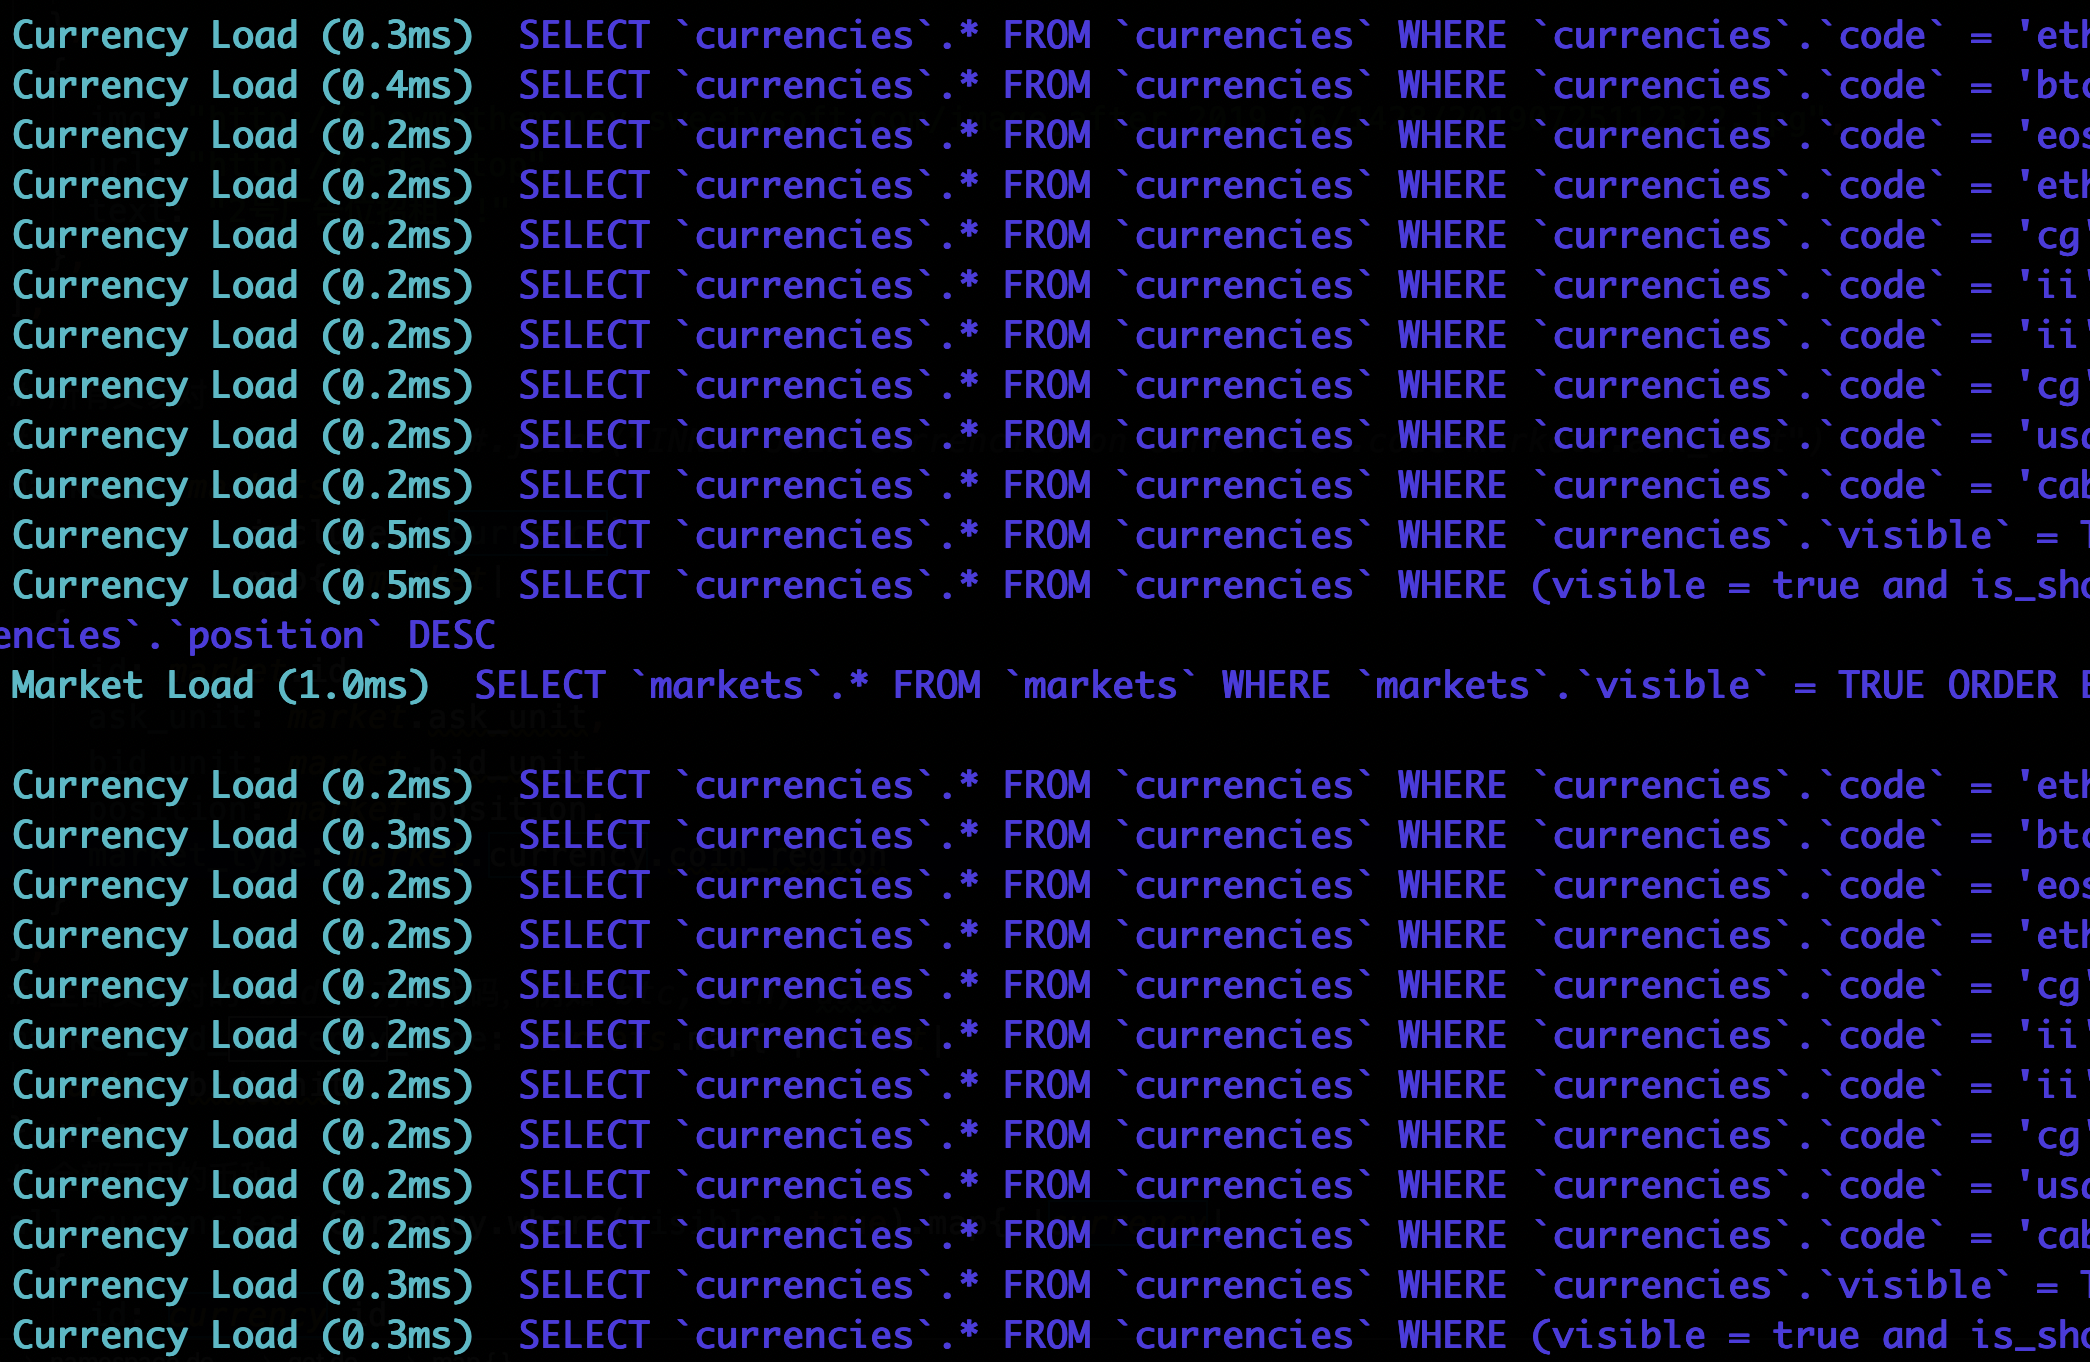 Currency Load (0.3ms)  SELECT `currencies`.* FROM `currencies` WHERE `currencies`.`code` = 'eth
Currency Load (0.4ms)  SELECT `currencies`.* FROM `currencies` WHERE `currencies`.`code` = 'btc
Currency Load (0.2ms)  SELECT `currencies`.* FROM `currencies` WHERE `currencies`.`code` = 'eos
Currency Load (0.2ms)  SELECT `currencies`.* FROM `currencies` WHERE `currencies`.`code` = 'eth
Currency Load (0.2ms)  SELECT `currencies`.* FROM `currencies` WHERE `currencies`.`code` = 'cg'
Currency Load (0.2ms)  SELECT `currencies`.* FROM `currencies` WHERE `currencies`.`code` = 'ii'
Currency Load (0.2ms)  SELECT `currencies`.* FROM `currencies` WHERE `currencies`.`code` = 'ii'
Currency Load (0.2ms)  SELECT `currencies`.* FROM `currencies` WHERE `currencies`.`code` = 'cg'
Currency Load (0.2ms)  SELECT `currencies`.* FROM `currencies` WHERE `currencies`.`code` = 'usd
Currency Load (0.2ms)  SELECT `currencies`.* FROM `currencies` WHERE `currencies`.`code` = 'cab
Currency Load (0.5ms)  SELECT `currencies`.* FROM `currencies` WHERE `currencies`.`visible` = T
Currency Load (0.5ms)  SELECT `currencies`.* FROM `currencies` WHERE (visible = true and is_sho
encies`.`position` DESC
Market Load (1.0ms)  SELECT `markets`.* FROM `markets` WHERE `markets`.`visible` = TRUE ORDER B
Currency Load (0.2ms)  SELECT `currencies`.* FROM `currencies` WHERE `currencies`.`code` = 'eth
Currency Load (0.3ms)  SELECT `currencies`.* FROM `currencies` WHERE `currencies`.`code` = 'btc
Currency Load (0.2ms)  SELECT `currencies`.* FROM `currencies` WHERE `currencies`.`code` = 'eos
Currency Load (0.2ms)  SELECT `currencies`.* FROM `currencies` WHERE `currencies`.`code` = 'eth
Currency Load (0.2ms)  SELECT `currencies`.* FROM `currencies` WHERE `currencies`.`code` = 'cg'
Currency Load (0.2ms)  SELECT `currencies`.* FROM `currencies` WHERE `currencies`.`code` = 'ii'
Currency Load (0.2ms)  SELECT `currencies`.* FROM `currencies` WHERE `currencies`.`code` = 'ii'
Currency Load (0.2ms)  SELECT `currencies`.* FROM `currencies` WHERE `currencies`.`code` = 'cg'
Currency Load (0.2ms)  SELECT `currencies`.* FROM `currencies` WHERE `currencies`.`code` = 'usd
Currency Load (0.2ms)  SELECT `currencies`.* FROM `currencies` WHERE `currencies`.`code` = 'cab
Currency Load (0.3ms)  SELECT `currencies`.* FROM `currencies` WHERE `currencies`.`visible` = T
Currency Load (0.3ms)  SELECT `currencies`.* FROM `currencies` WHERE (visible = true and is_sho